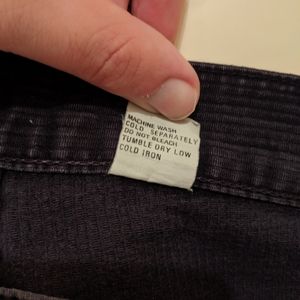 MACHINE WASH
COLD SEPARATELY
DO NOT BLEACH
TUMBLE DRY LOW
COLD IRON